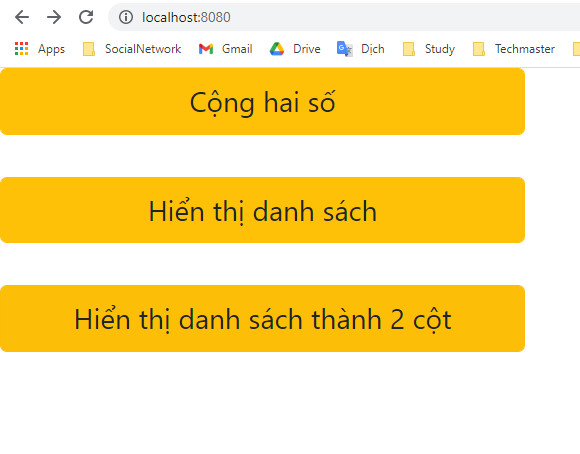 localhost:8080
Apps SocialNetwork Gmail Drive Dịch Study Techmaster
Cộng hai số
Hiển thị danh sách
Hiển thị danh sách thành 2 cột